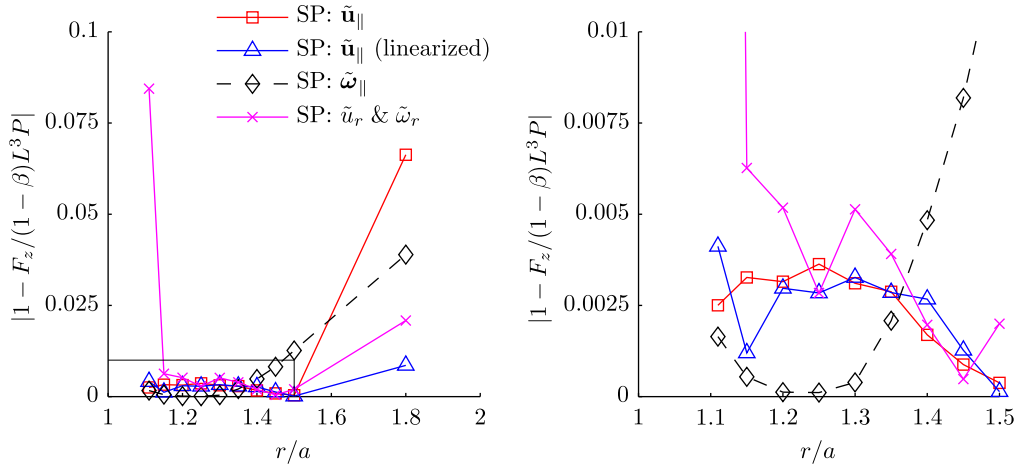 SP: ũ∥
SP: ũ∥ (linearized)
SP: ω̃∥
SP: ũr & ω̃r
|1 − Fz/(1 − β)L³P|
0.1
0.075
0.05
0.025
0
1 1.2 1.4 1.6 1.8 2
r/a
|1 − Fz/(1 − β)L³P|
0.01
0.0075
0.005
0.0025
0
1 1.1 1.2 1.3 1.4 1.5
r/a